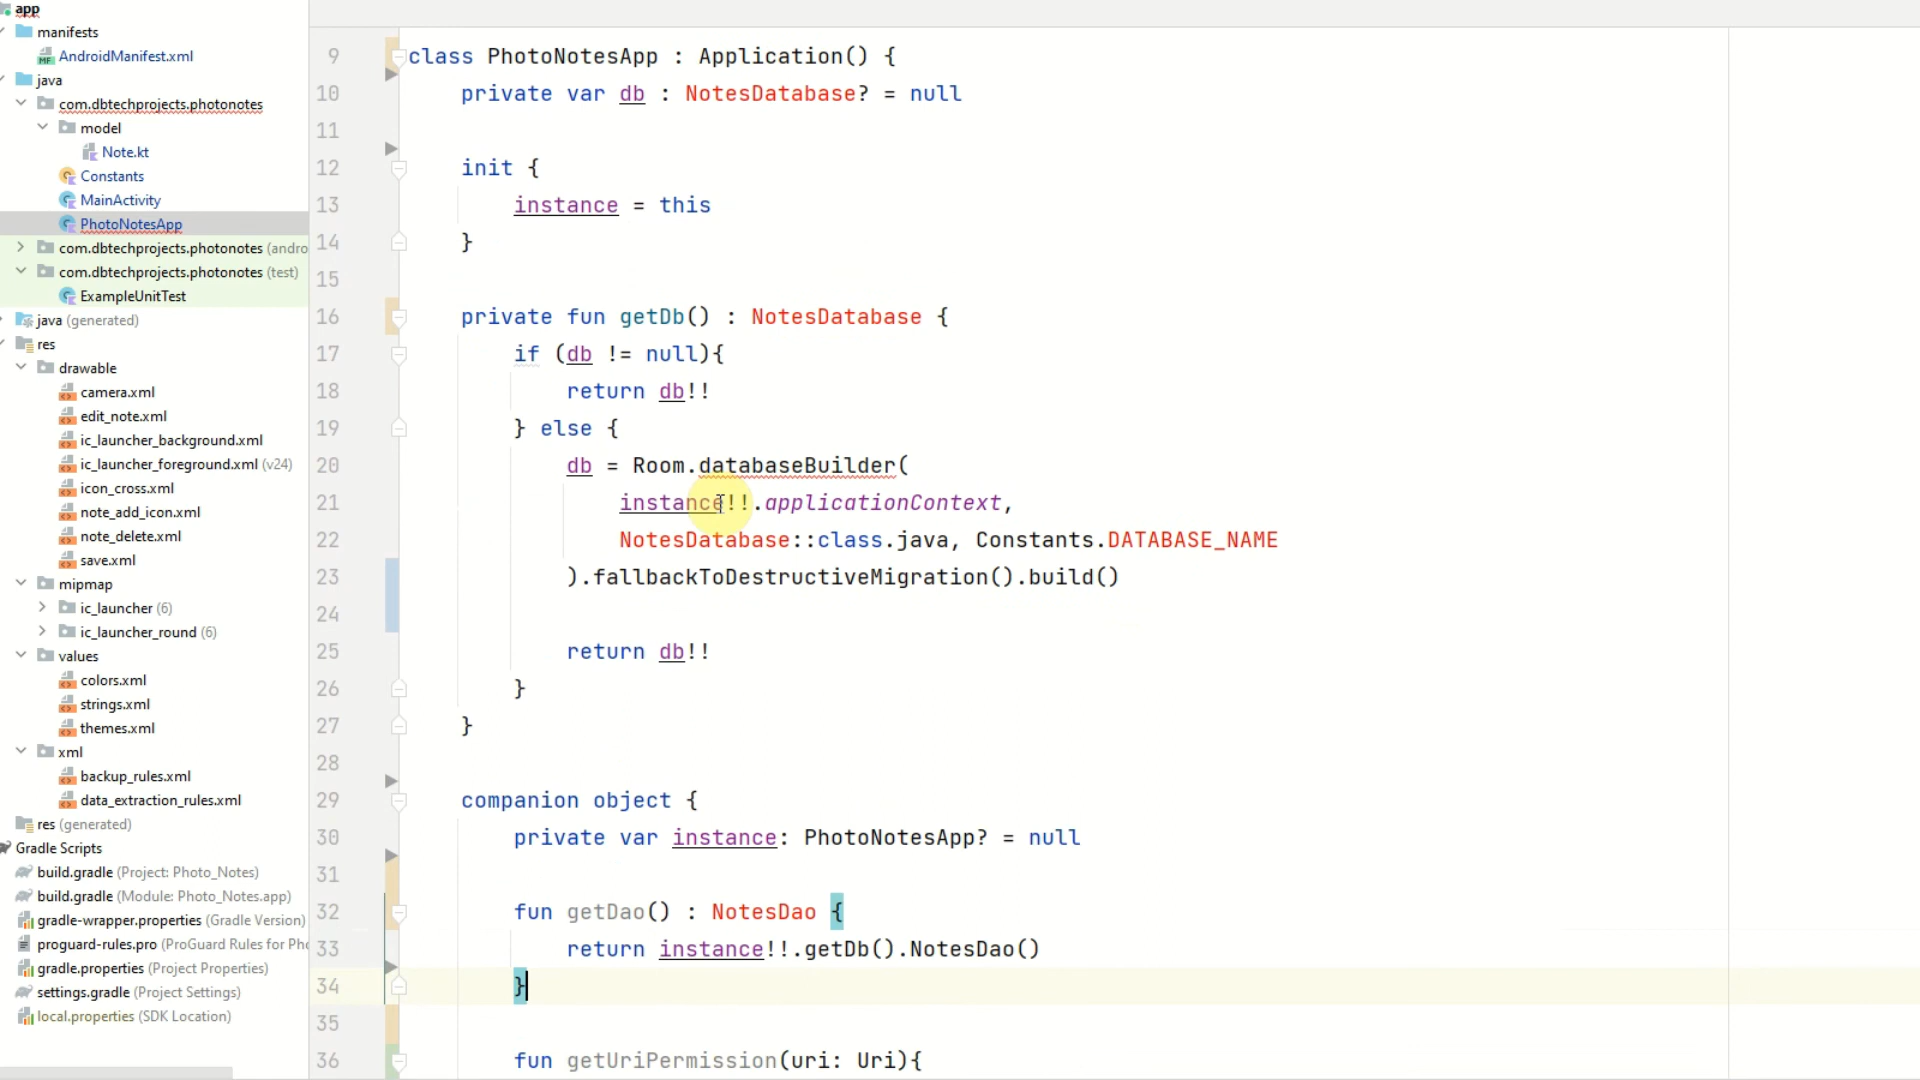 app
manifests
AndroidManifest.xml
java
com.dbtechprojects.photonotes
model
Note.kt
Constants
MainActivity
PhotoNotesApp
com.dbtechprojects.photonotes (andro
com.dbtechprojects.photonotes (test)
ExampleUnitTest
java (generated)
res
drawable
camera.xml
edit_note.xml
ic_launcher_background.xml
ic_launcher_foreground.xml (v24)
icon_cross.xml
note_add_icon.xml
note_delete.xml
save.xml
mipmap
ic_launcher (6)
ic_launcher_round (6)
values
colors.xml
strings.xml
themes.xml
xml
backup_rules.xml
data_extraction_rules.xml
res (generated)
Gradle Scripts
build.gradle (Project: Photo_Notes)
build.gradle (Module: Photo_Notes.app)
gradle-wrapper.properties (Gradle Version)
proguard-rules.pro (ProGuard Rules for Pho
gradle.properties (Project Properties)
settings.gradle (Project Settings)
local.properties (SDK Location)
9 class PhotoNotesApp : Application() {
10 private var db : NotesDatabase? = null
11
12 init {
13 instance = this
14 }
15
16 private fun getDb() : NotesDatabase {
17 if (db != null){
18 return db!!
19 } else {
20 db = Room.databaseBuilder(
21 instance!!.applicationContext,
22 NotesDatabase::class.java, Constants.DATABASE_NAME
23 ).fallbackToDestructiveMigration().build()
24
25 return db!!
26 }
27 }
28
29 companion object {
30 private var instance: PhotoNotesApp? = null
31
32 fun getDao() : NotesDao {
33 return instance!!.getDb().NotesDao()
34 }
35
36 fun getUriPermission(uri: Uri){